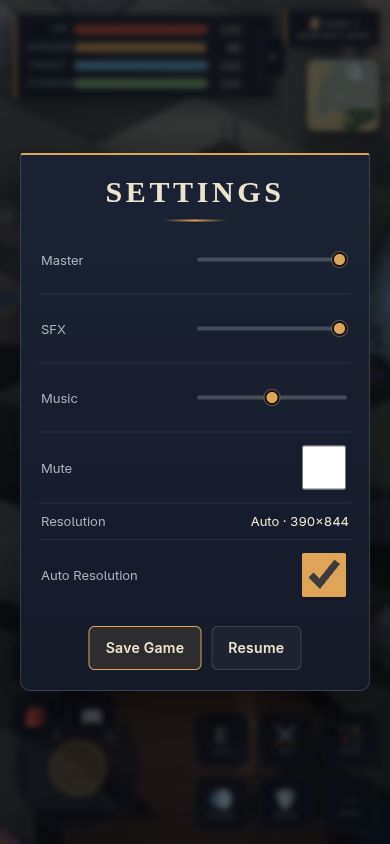 SETTINGS
Master
SFX
Music
Mute
Resolution Auto · 390×844
Auto Resolution
Save Game Resume